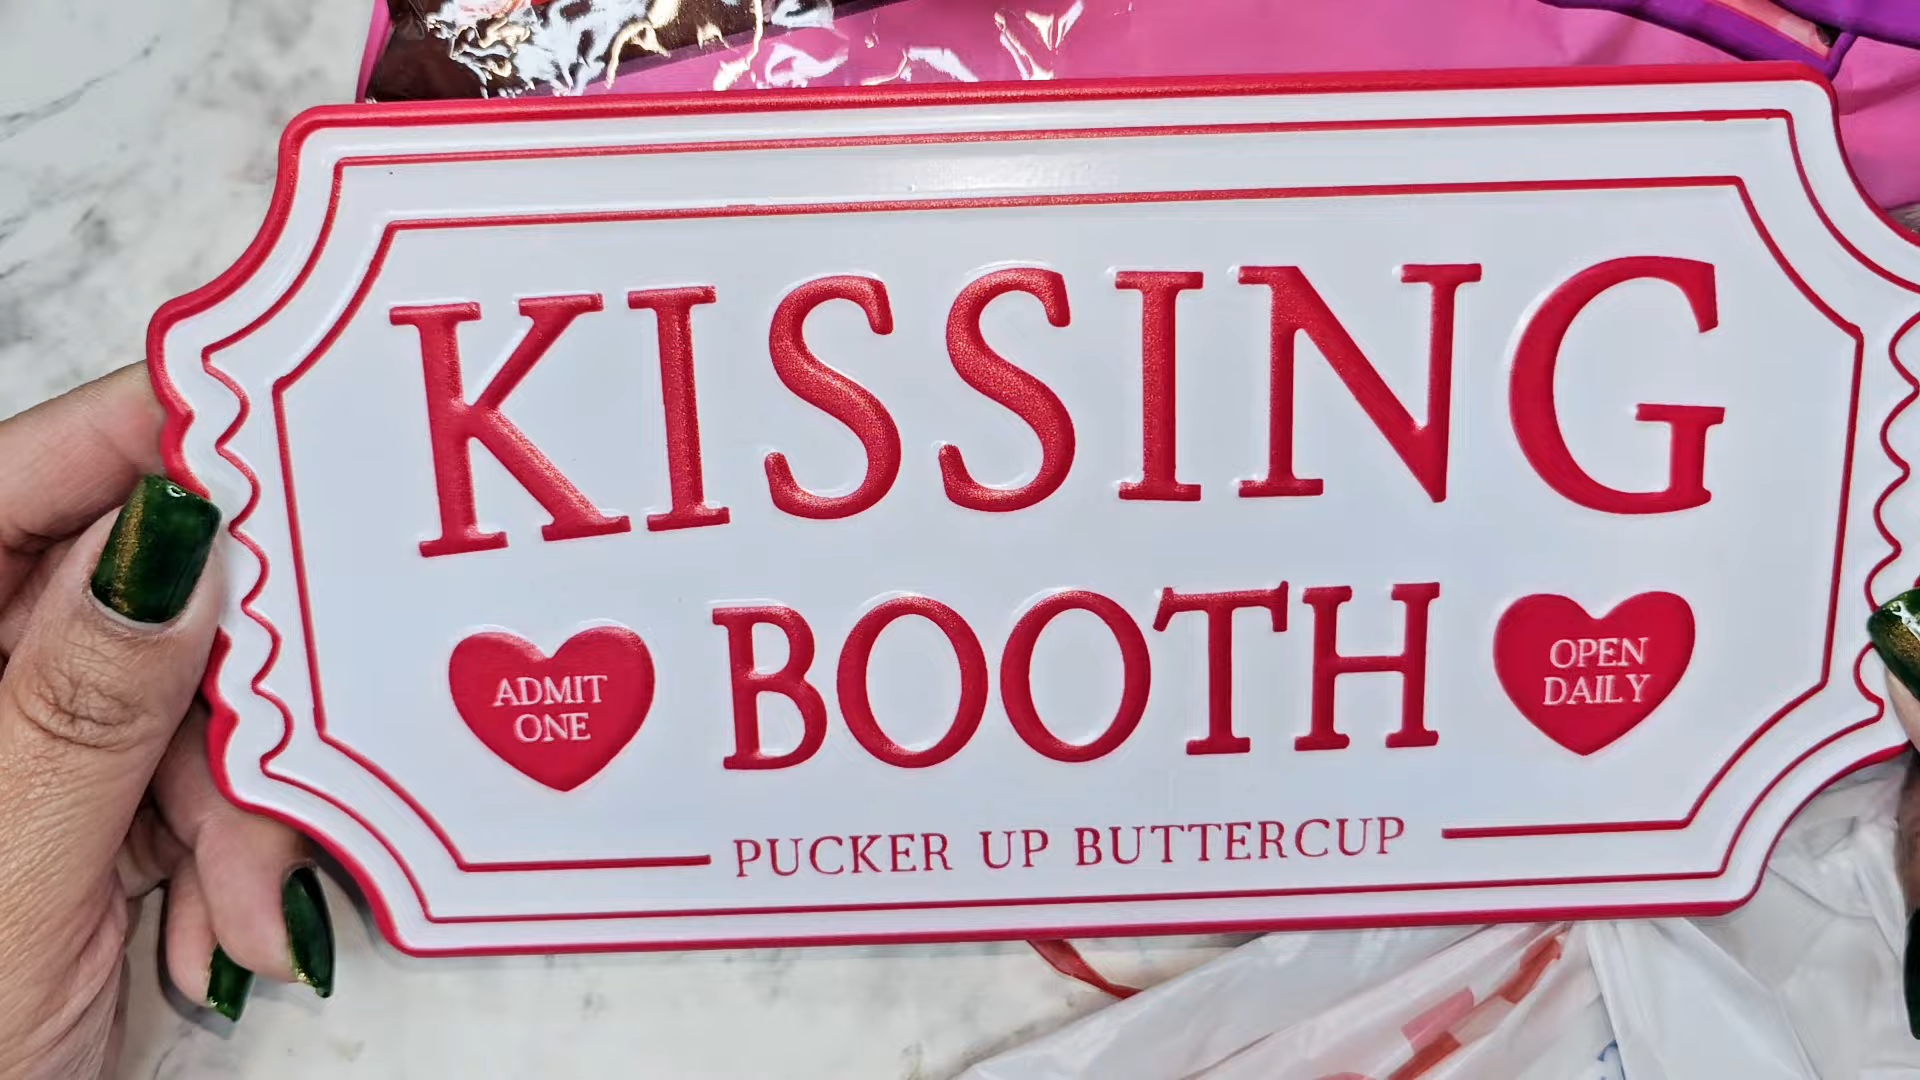 KISSING
BOOTH
ADMIT
ONE
OPEN
DAILY
PUCKER UP BUTTERCUP